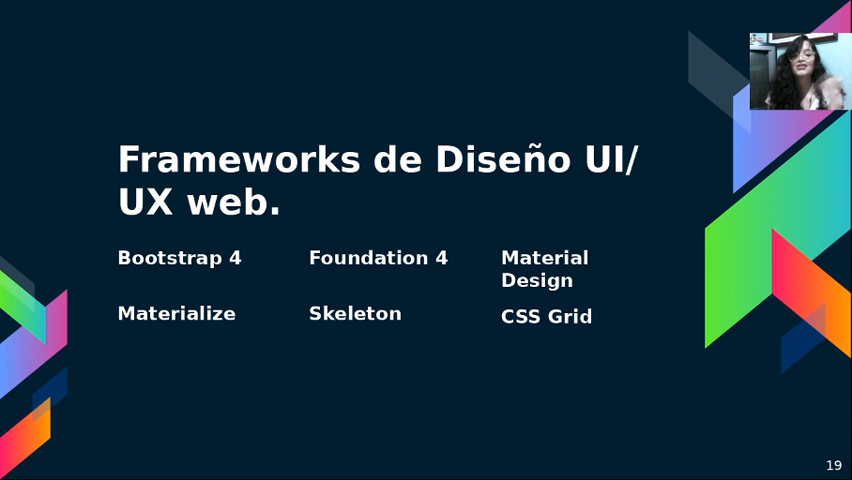 Frameworks de Diseño UI/
UX web.
Bootstrap 4
Foundation 4
Material
Design
Materialize
Skeleton
CSS Grid
19